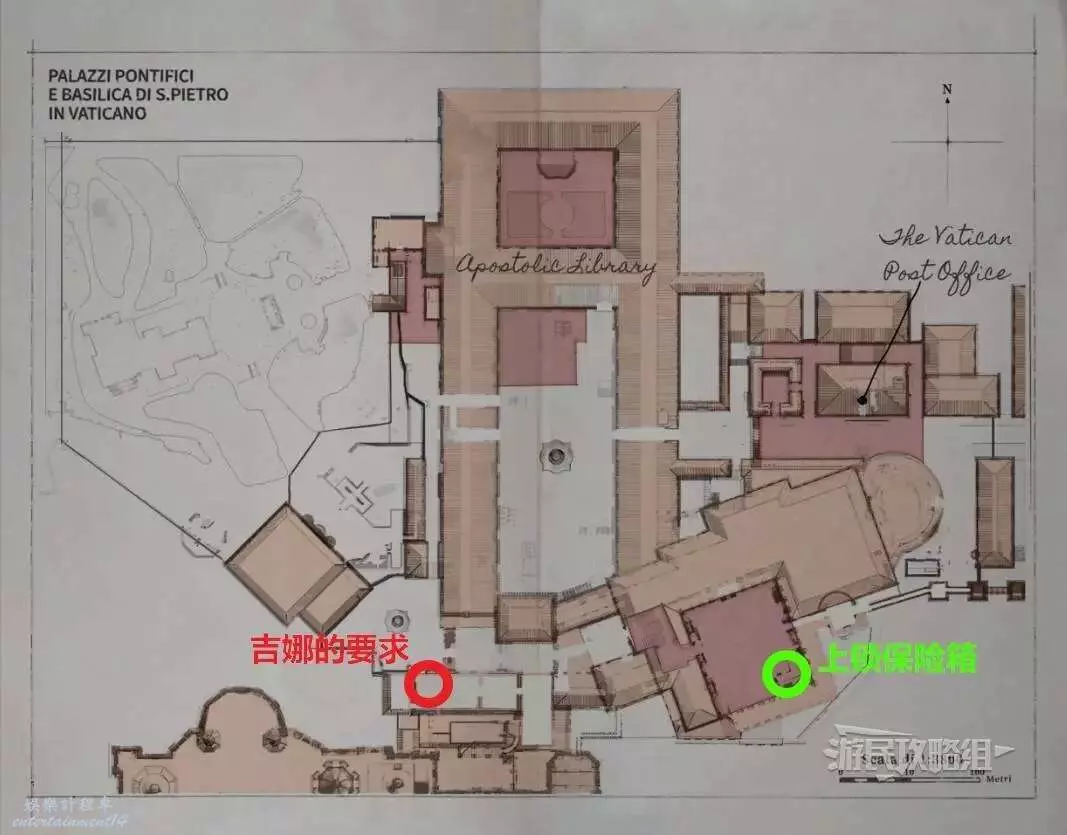 PALAZZI PONTIFICI
E BASILICA DI S.PIETRO
IN VATICANO
N
The Vatican
Post Office
Apostolic Library
吉娜的要求
上锁保险箱
游民攻略组
Metri
娱樂計程車
entertainment14